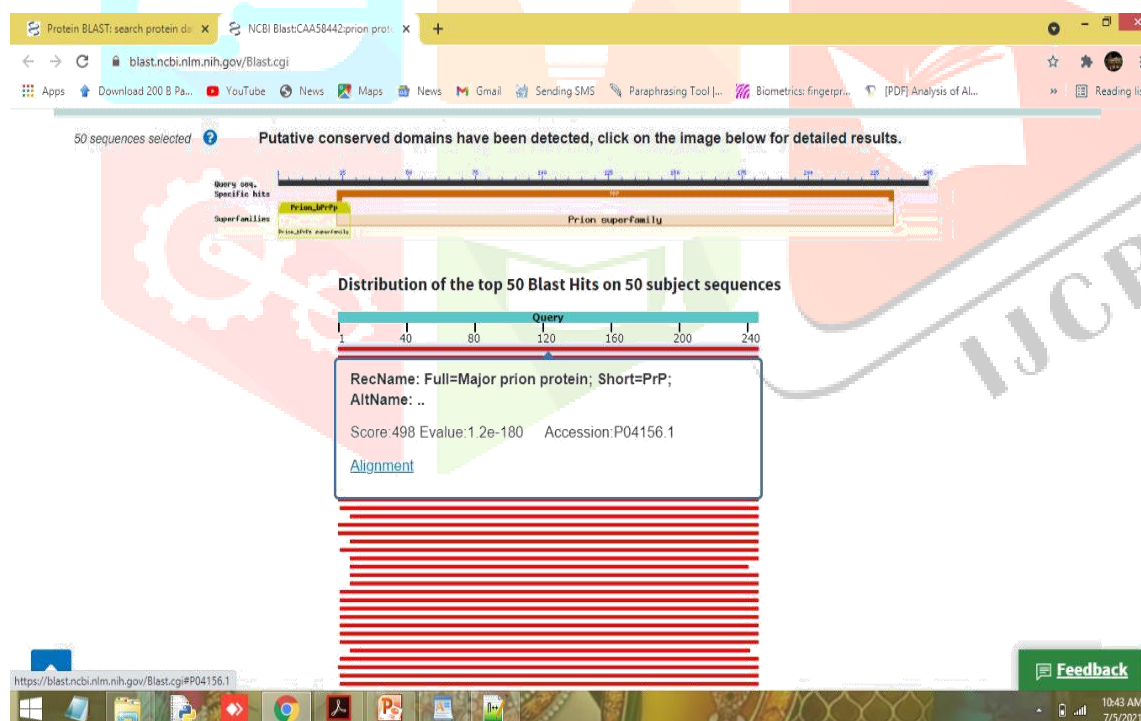 Protein BLAST: search protein da
NCBI Blast:CAA58442:prion prote
blast.ncbi.nlm.nih.gov/Blast.cgi
Apps Download 200 B Pa... YouTube News Maps News Gmail Sending SMS Paraphrasing Tool |... Biometrics: fingerpr... [PDF] Analysis of Al... » Reading lis
50 sequences selected Putative conserved domains have been detected, click on the image below for detailed results.
Query seq.
Specific hits
Prion_bPrPp
Superfamilies Prion superfamily
Prion_bPrPp superfamily
Distribution of the top 50 Blast Hits on 50 subject sequences
Query
1 40 80 120 160 200 240
RecName: Full=Major prion protein; Short=PrP;
AltName: ..
Score:498 Evalue:1.2e-180 Accession:P04156.1
Alignment
IJCR
Feedback
https://blast.ncbi.nlm.nih.gov/Blast.cgi#P04156.1
10:43 AM